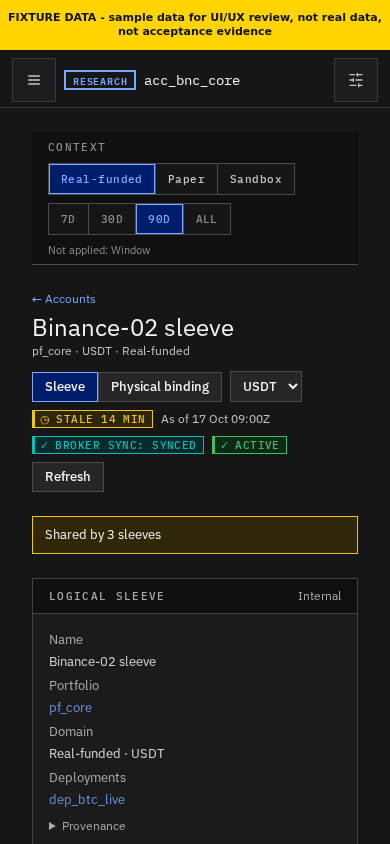 FIXTURE DATA - sample data for UI/UX review, not real data,
not acceptance evidence
RESEARCH acc_bnc_core
CONTEXT
Real-funded Paper Sandbox
7D 30D 90D ALL
Not applied: Window
← Accounts
Binance-02 sleeve
pf_core · USDT · Real-funded
Sleeve Physical binding USDT
◷ STALE 14 MIN As of 17 Oct 09:00Z
✓ BROKER SYNC: SYNCED ✓ ACTIVE
Refresh
Shared by 3 sleeves
LOGICAL SLEEVE Internal
Name
Binance-02 sleeve
Portfolio
pf_core
Domain
Real-funded · USDT
Deployments
dep_btc_live
▶ Provenance